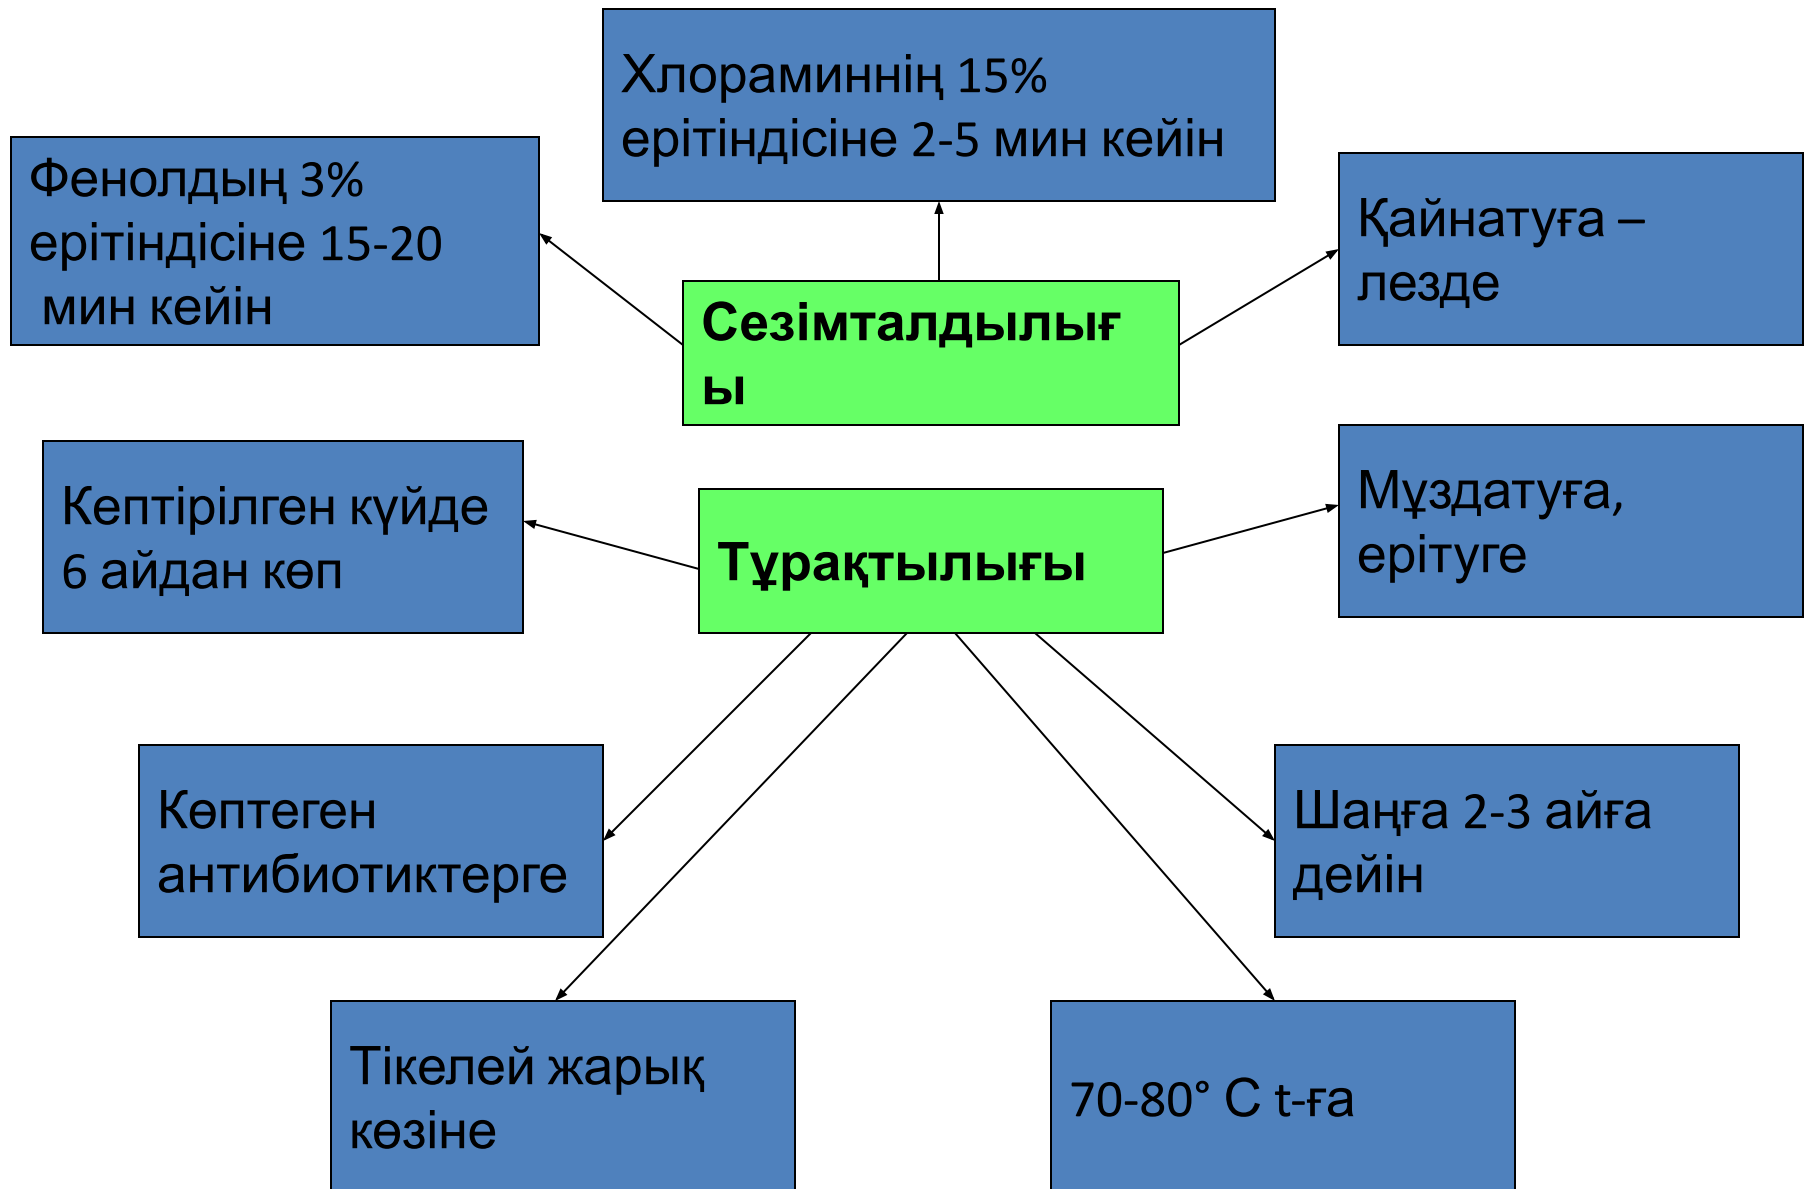 Хлораминнің 15%
ерітіндісіне 2-5 мин кейін
Фенолдың 3%
ерітіндісіне 15-20
мин кейін
Қайнатуға –
лезде
Сезімталдылығ
ы
Кептірілген күйде
6 айдан көп
Тұрақтылығы
Мұздатуға,
ерітуге
Көптеген
антибиотиктерге
Шаңға 2-3 айға
дейін
Тікелей жарық
көзіне
70-80° С t-ға